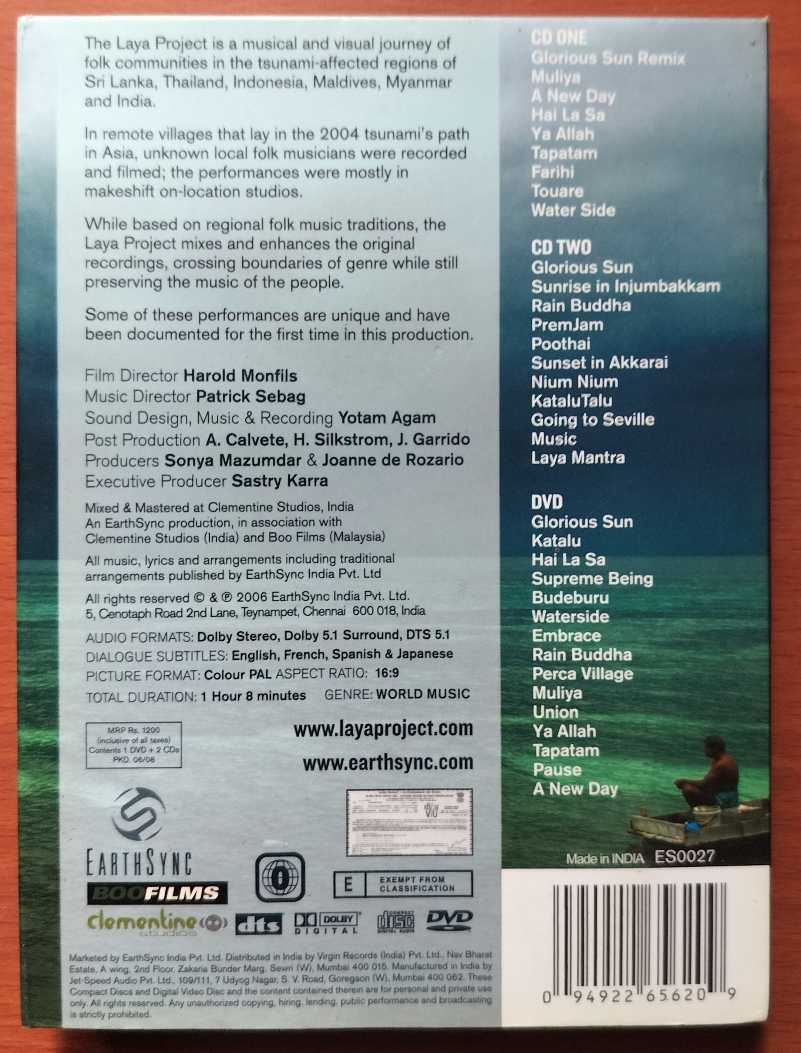 The Laya Project is a musical and visual journey of
folk communities in the tsunami-affected regions of
Sri Lanka, Thailand, Indonesia, Maldives, Myanmar
and India.
In remote villages that lay in the 2004 tsunami's path
in Asia, unknown local folk musicians were recorded
and filmed; the performances were mostly in
makeshift on-location studios.
While based on regional folk music traditions, the
Laya Project mixes and enhances the original
recordings, crossing boundaries of genre while still
preserving the music of the people.
Some of these performances are unique and have
been documented for the first time in this production.
Film Director Harold Monfils
Music Director Patrick Sebag
Sound Design, Music & Recording Yotam Agam
Post Production A. Calvete, H. Silkstrom, J. Garrido
Producers Sonya Mazumdar & Joanne de Rozario
Executive Producer Sastry Karra
Mixed & Mastered at Clementine Studios, India
An EarthSync production, in association with
Clementine Studios (India) and Boo Films (Malaysia)
All music, lyrics and arrangements including traditional
arrangements published by EarthSync India Pvt. Ltd
All rights reserved © & ℗ 2006 EarthSync India Pvt. Ltd.
5, Cenotaph Road 2nd Lane, Teynampet, Chennai 600 018, India
AUDIO FORMATS: Dolby Stereo, Dolby 5.1 Surround, DTS 5.1
DIALOGUE SUBTITLES: English, French, Spanish & Japanese
PICTURE FORMAT: Colour PAL ASPECT RATIO: 16:9
TOTAL DURATION: 1 Hour 8 minutes GENRE: WORLD MUSIC
MRP Rs. 1200
(inclusive of all taxes)
Contents 1 DVD + 2 CDs
PKD. 06/08
www.layaproject.com
www.earthsync.com
EARTHSYNC
BOOFILMS
0
E EXEMPT FROM
CLASSIFICATION
clementine
studios
dts
DOLBY
DIGITAL
COMPACT
disc
DIGITAL AUDIO
DVD
Marketed by EarthSync India Pvt. Ltd. Distributed in India by Virgin Records (India) Pvt. Ltd., Nav Bharat
Estate, A wing, 2nd Floor, Zakaria Bunder Marg, Sewri (W), Mumbai 400 015. Manufactured in India by
Jet-Speed Audio Pvt. Ltd., 109/111, 7 Udyog Nagar, S. V. Road, Goregaon (W), Mumbai 400 062. These
Compact Discs and Digital Video Disc and the content contained therein are for personal and private use
only. All rights reserved. Any unauthorized copying, hiring, lending, public performance and broadcasting
is strictly prohibited.
CD ONE
Glorious Sun Remix
Muliya
A New Day
Hai La Sa
Ya Allah
Tapatam
Farihi
Touare
Water Side
CD TWO
Glorious Sun
Sunrise in Injumbakkam
Rain Buddha
PremJam
Poothai
Sunset in Akkarai
Nium Nium
KataluTalu
Going to Seville
Music
Laya Mantra
DVD
Glorious Sun
Katalu
Hai La Sa
Supreme Being
Budeburu
Waterside
Embrace
Rain Buddha
Perca Village
Muliya
Union
Ya Allah
Tapatam
Pause
A New Day
Made in INDIA ES0027
0 94922 65620 9